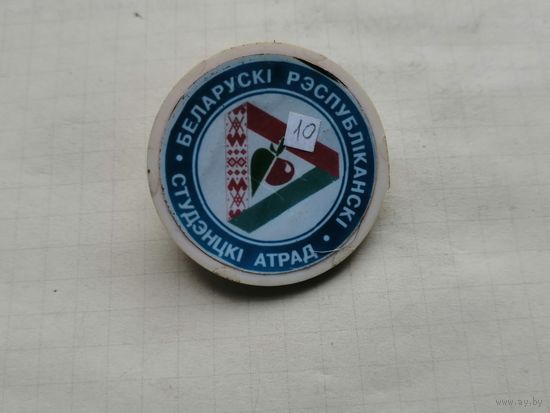 БЕЛАРУСКІ РЭСПУБЛІКАНСКІ
СТУДЭНЦКІ АТРАД
10
www.ay.by